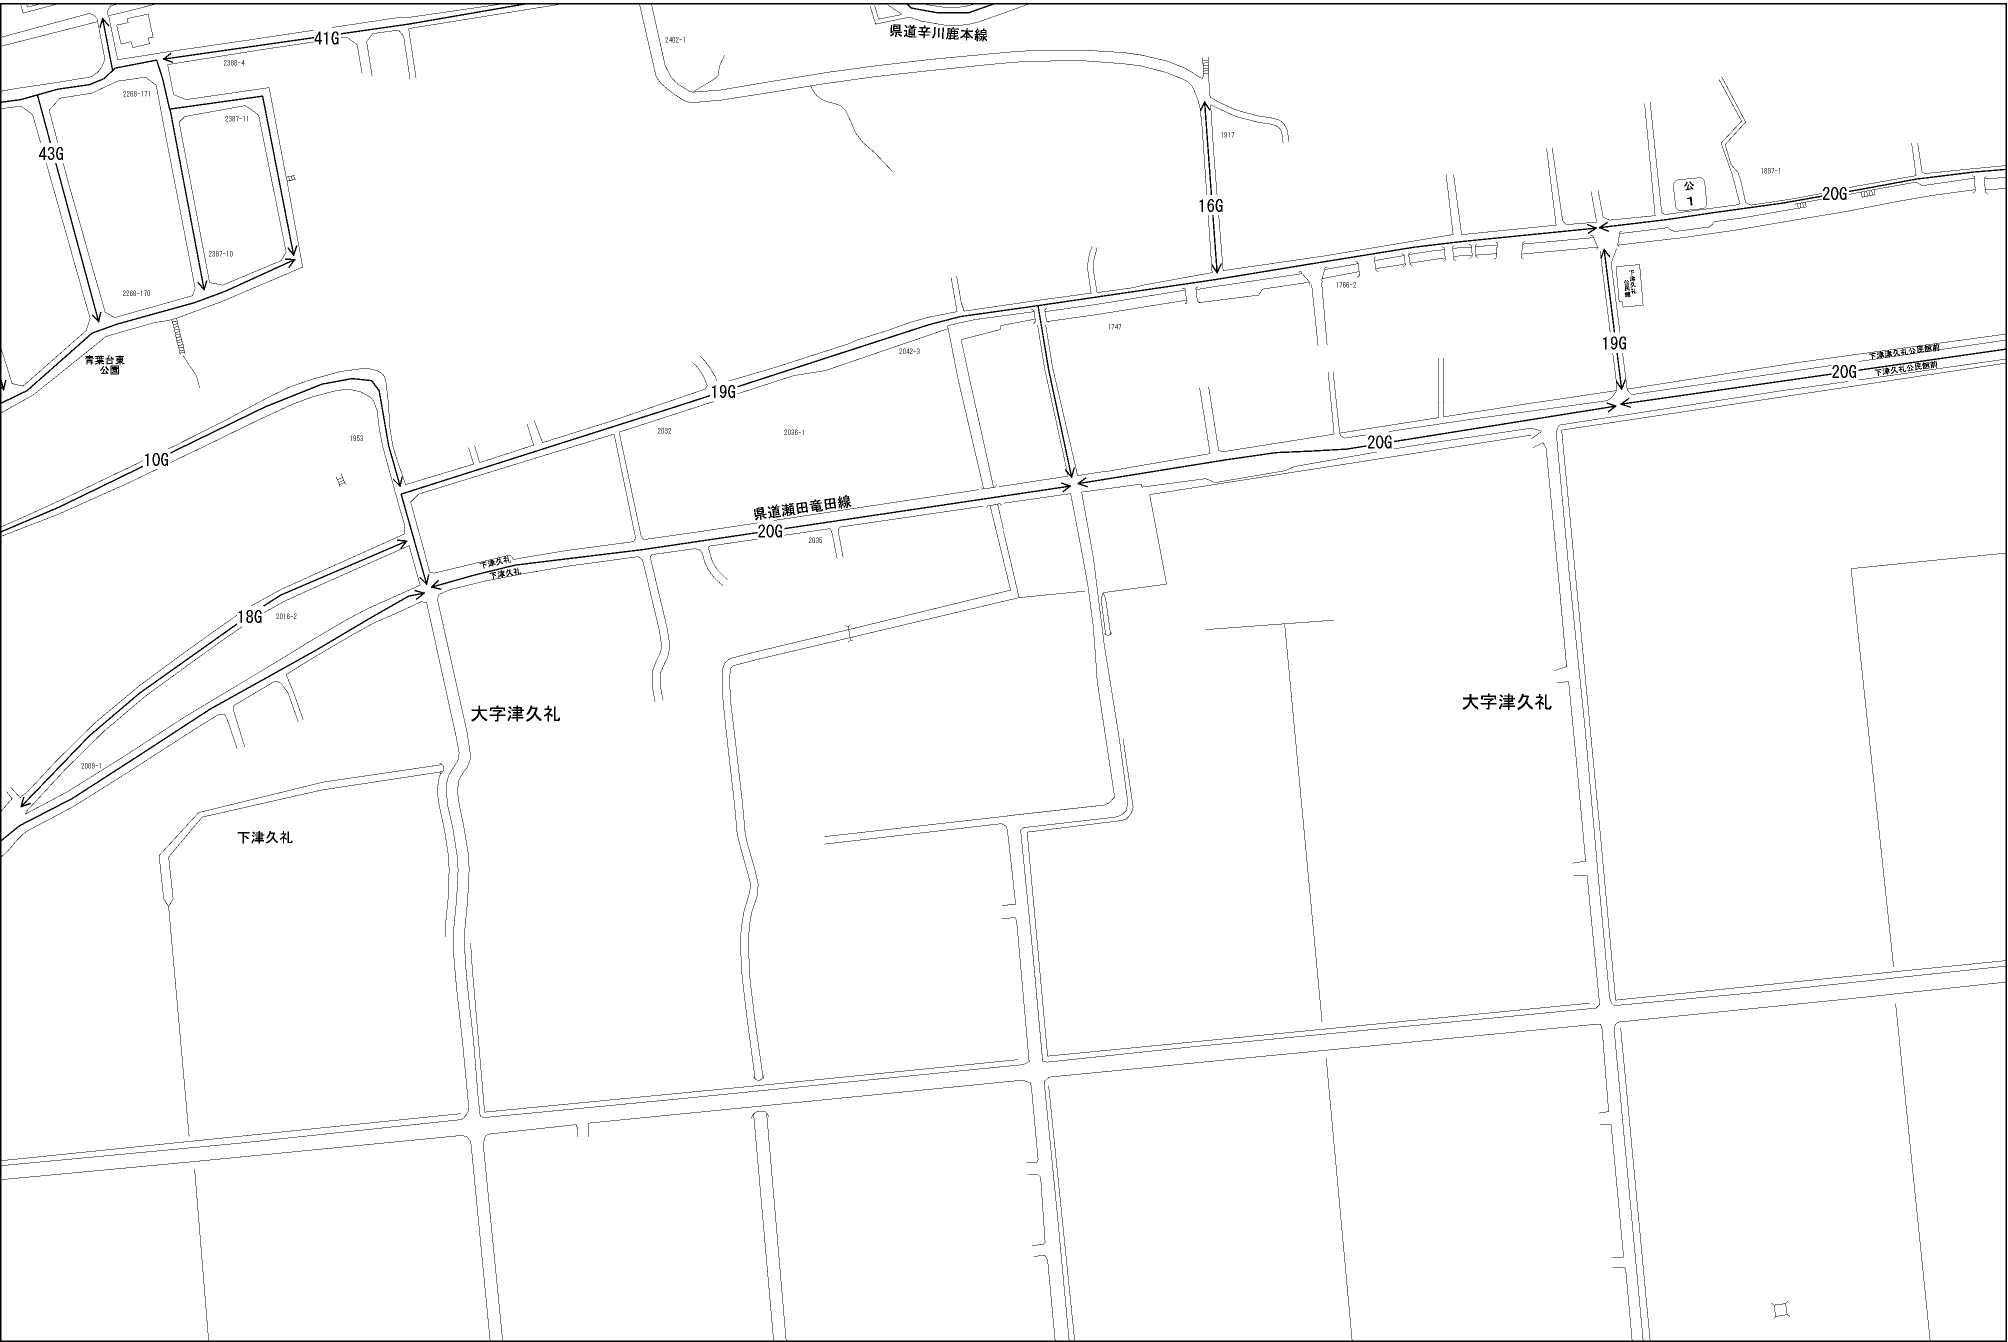 県道辛川鹿本線
41G
2402-1
2388-4
2268-171
2387-11
1917
43G
1897-1
公
1
20G
16G
2387-10
2268-170
1766-2
下津久礼
公民館
1747
19G
2042-3
下津久礼公民館前
青葉台東
公園
20G
下津久礼公民館前
19G
2032
2036-1
1953
20G
10G
県道瀬田竜田線
20G
2035
下津久礼
下津久礼
18G
2016-2
大字津久礼
大字津久礼
2009-1
下津久礼